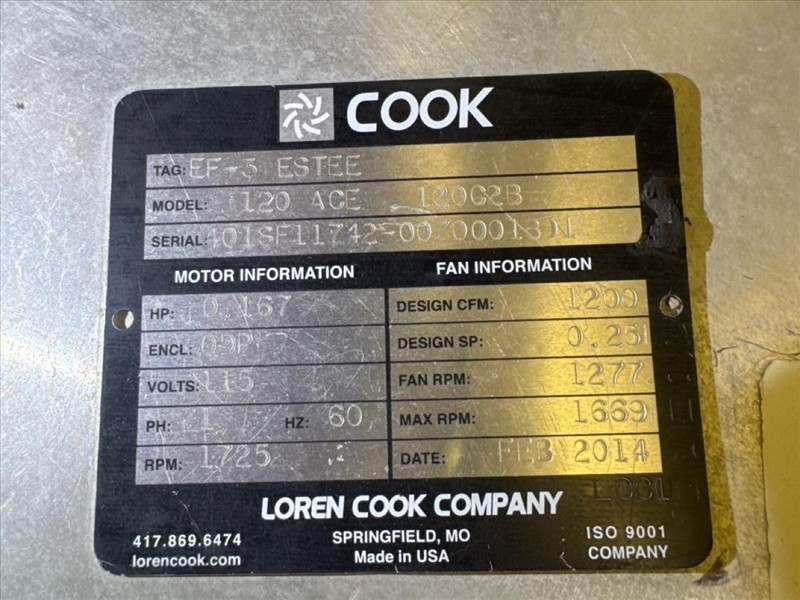 COOK
TAG: EF-3 ESTEE
MODEL: 120 ACE 120C2B
SERIAL:
MOTOR INFORMATION FAN INFORMATION
HP: 0.167 DESIGN CFM: 1200
ENCL: DESIGN SP: 0.25
VOLTS: 115 FAN RPM: 1277
PH: 1 HZ: 60 MAX RPM: 1669
RPM: 1725 DATE: FEB 2014
LOREN COOK COMPANY
417.869.6474 SPRINGFIELD, MO ISO 9001
lorencook.com Made in USA COMPANY